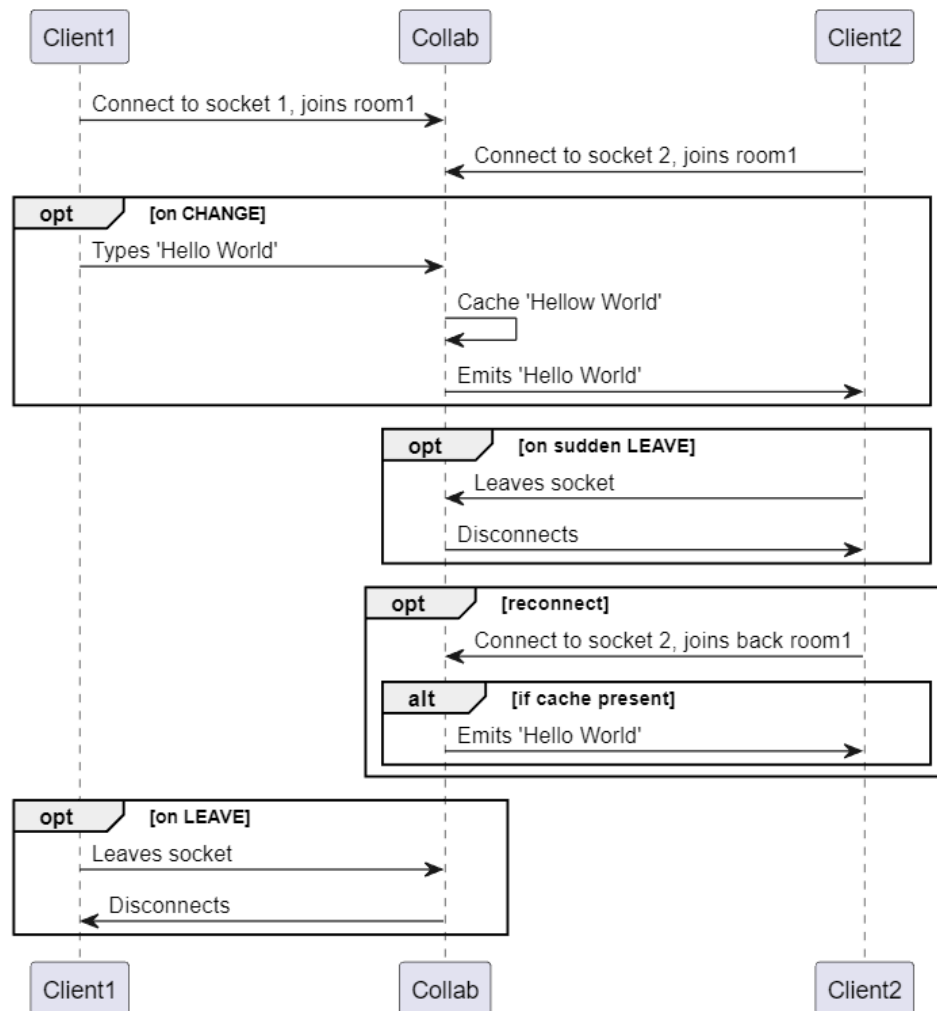 Client1 Collab Client2
Connect to socket 1, joins room1
Connect to socket 2, joins room1
opt [on CHANGE]
Types 'Hello World'
Cache 'Hellow World'
Emits 'Hello World'
opt [on sudden LEAVE]
Leaves socket
Disconnects
opt [reconnect]
Connect to socket 2, joins back room1
alt [if cache present]
Emits 'Hello World'
opt [on LEAVE]
Leaves socket
Disconnects
Client1 Collab Client2